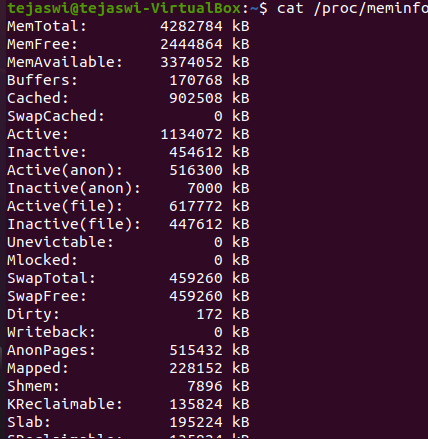 tejaswi@tejaswi-VirtualBox:~$ cat /proc/meminfo
MemTotal: 4282784 kB
MemFree: 2444864 kB
MemAvailable: 3374052 kB
Buffers: 170768 kB
Cached: 902508 kB
SwapCached: 0 kB
Active: 1134072 kB
Inactive: 454612 kB
Active(anon): 516300 kB
Inactive(anon): 7000 kB
Active(file): 617772 kB
Inactive(file): 447612 kB
Unevictable: 0 kB
Mlocked: 0 kB
SwapTotal: 459260 kB
SwapFree: 459260 kB
Dirty: 172 kB
Writeback: 0 kB
AnonPages: 515432 kB
Mapped: 228152 kB
Shmem: 7896 kB
KReclaimable: 135824 kB
Slab: 195224 kB
SReclaimable: 135824 kB